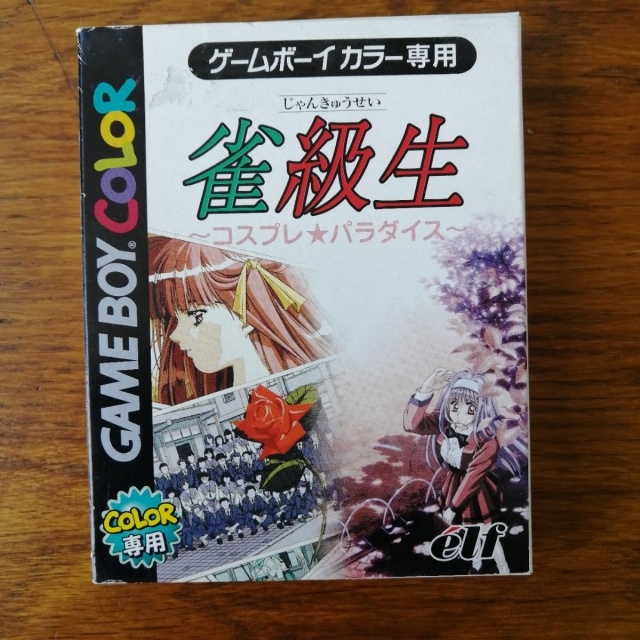 ゲームボーイ カラー専用
じゃんきゅうせい
雀級生
～コスプレ★パラダイス～
GAME BOY® COLOR
COLOR
専用
élf